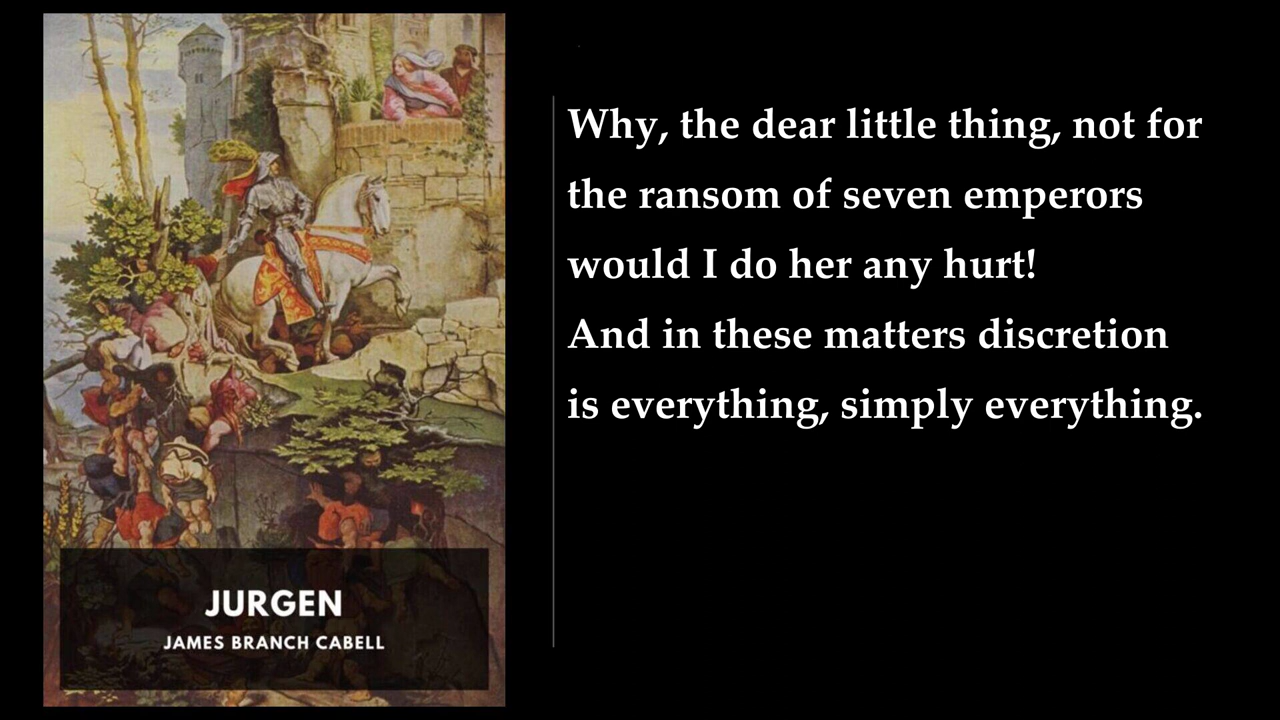 JURGEN
JAMES BRANCH CABELL
Why, the dear little thing, not for
the ransom of seven emperors
would I do her any hurt!
And in these matters discretion
is everything, simply everything.